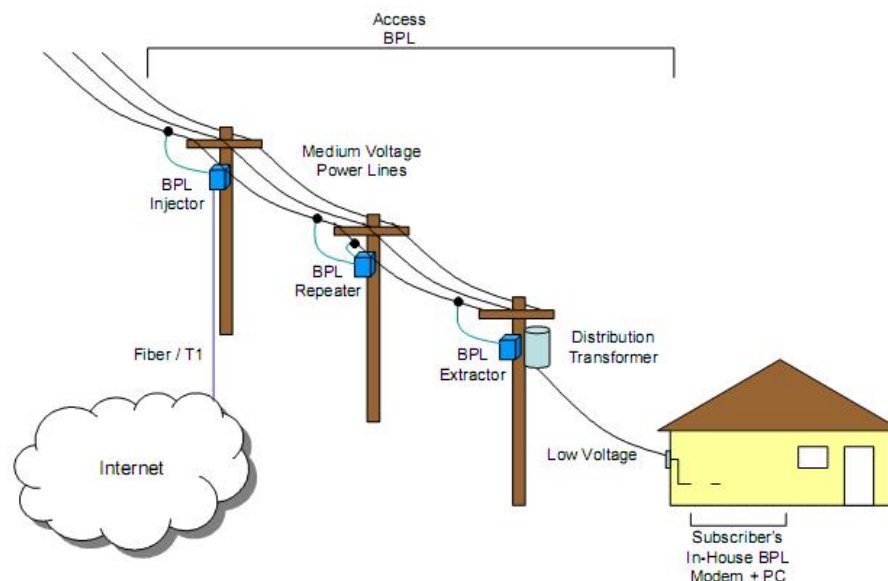 Access
BPL
Medium Voltage
Power Lines
BPL
Injector
BPL
Repeater
Fiber / T1
BPL
Extractor
Distribution
Transformer
Internet
Low Voltage
Subscriber's
In-House BPL
Modem + PC